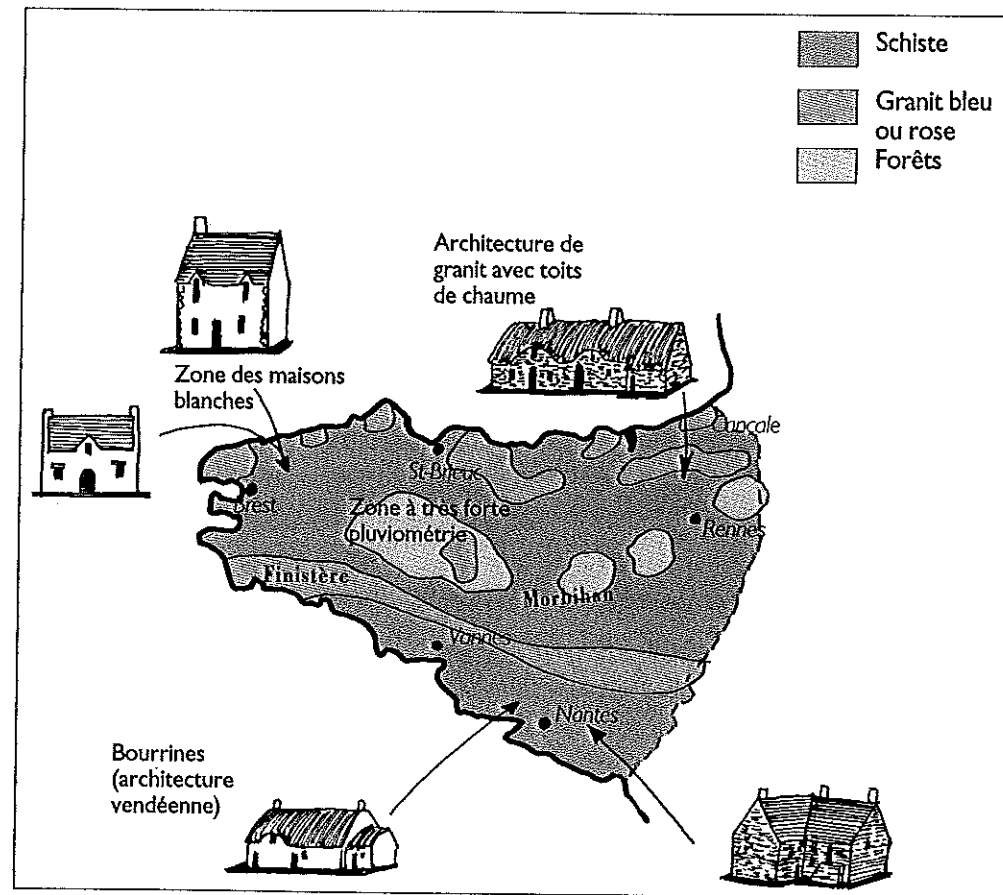 Schiste
Granit bleu
ou rose
Forêts
Architecture de
granit avec toits
de chaume
Zone des maisons
blanches
Cancale
St-Brieuc
Brest
Zone à très forte
pluviométrie
Rennes
Finistère
Morbihan
Vannes
Nantes
Bourrines
(architecture
vendéenne)